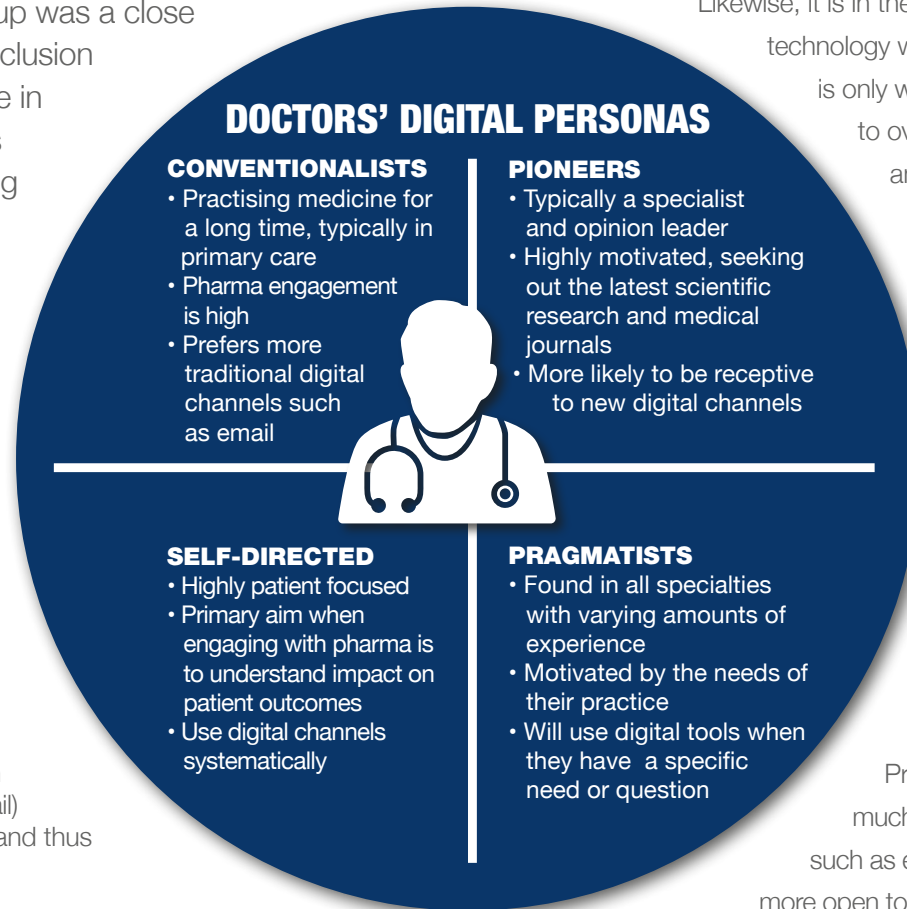 up was a close
clusion
e in
s
g
Likewise, it is in the
technology w
is only w
to ov
ar
DOCTORS’ DIGITAL PERSONAS
CONVENTIONALISTS
• Practising medicine for
a long time, typically in
primary care
• Pharma engagement
is high
• Prefers more
traditional digital
channels such
as email
PIONEERS
• Typically a specialist
and opinion leader
• Highly motivated, seeking
out the latest scientific
research and medical
journals
• More likely to be receptive
to new digital channels
SELF-DIRECTED
• Highly patient focused
• Primary aim when
engaging with pharma is
to understand impact on
patient outcomes
• Use digital channels
systematically
PRAGMATISTS
• Found in all specialties
with varying amounts of
experience
• Motivated by the needs of
their practice
• Will use digital tools when
they have a specific
need or question
ail)
and thus
Pr
much
such as e
more open to